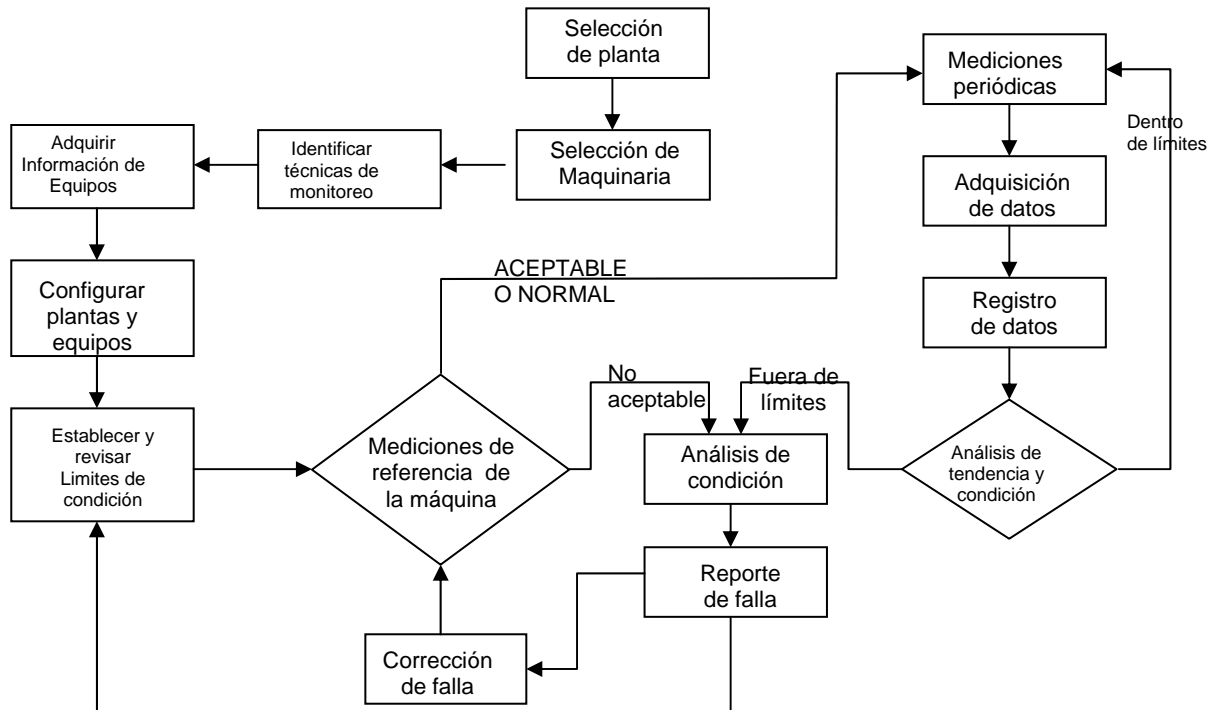 Selección
de planta
Selección de
Maquinaria
Identificar
técnicas de
monitoreo
Adquirir
Información de
Equipos
Configurar
plantas y
equipos
Establecer y
revisar
Limites de
condición
Mediciones de
referencia de
la máquina
ACEPTABLE
O NORMAL
No
aceptable
Fuera de
límites
Análisis de
condición
Reporte
de falla
Corrección
de falla
Mediciones
periódicas
Adquisición
de datos
Registro
de datos
Análisis de
tendencia y
condición
Dentro
de límites